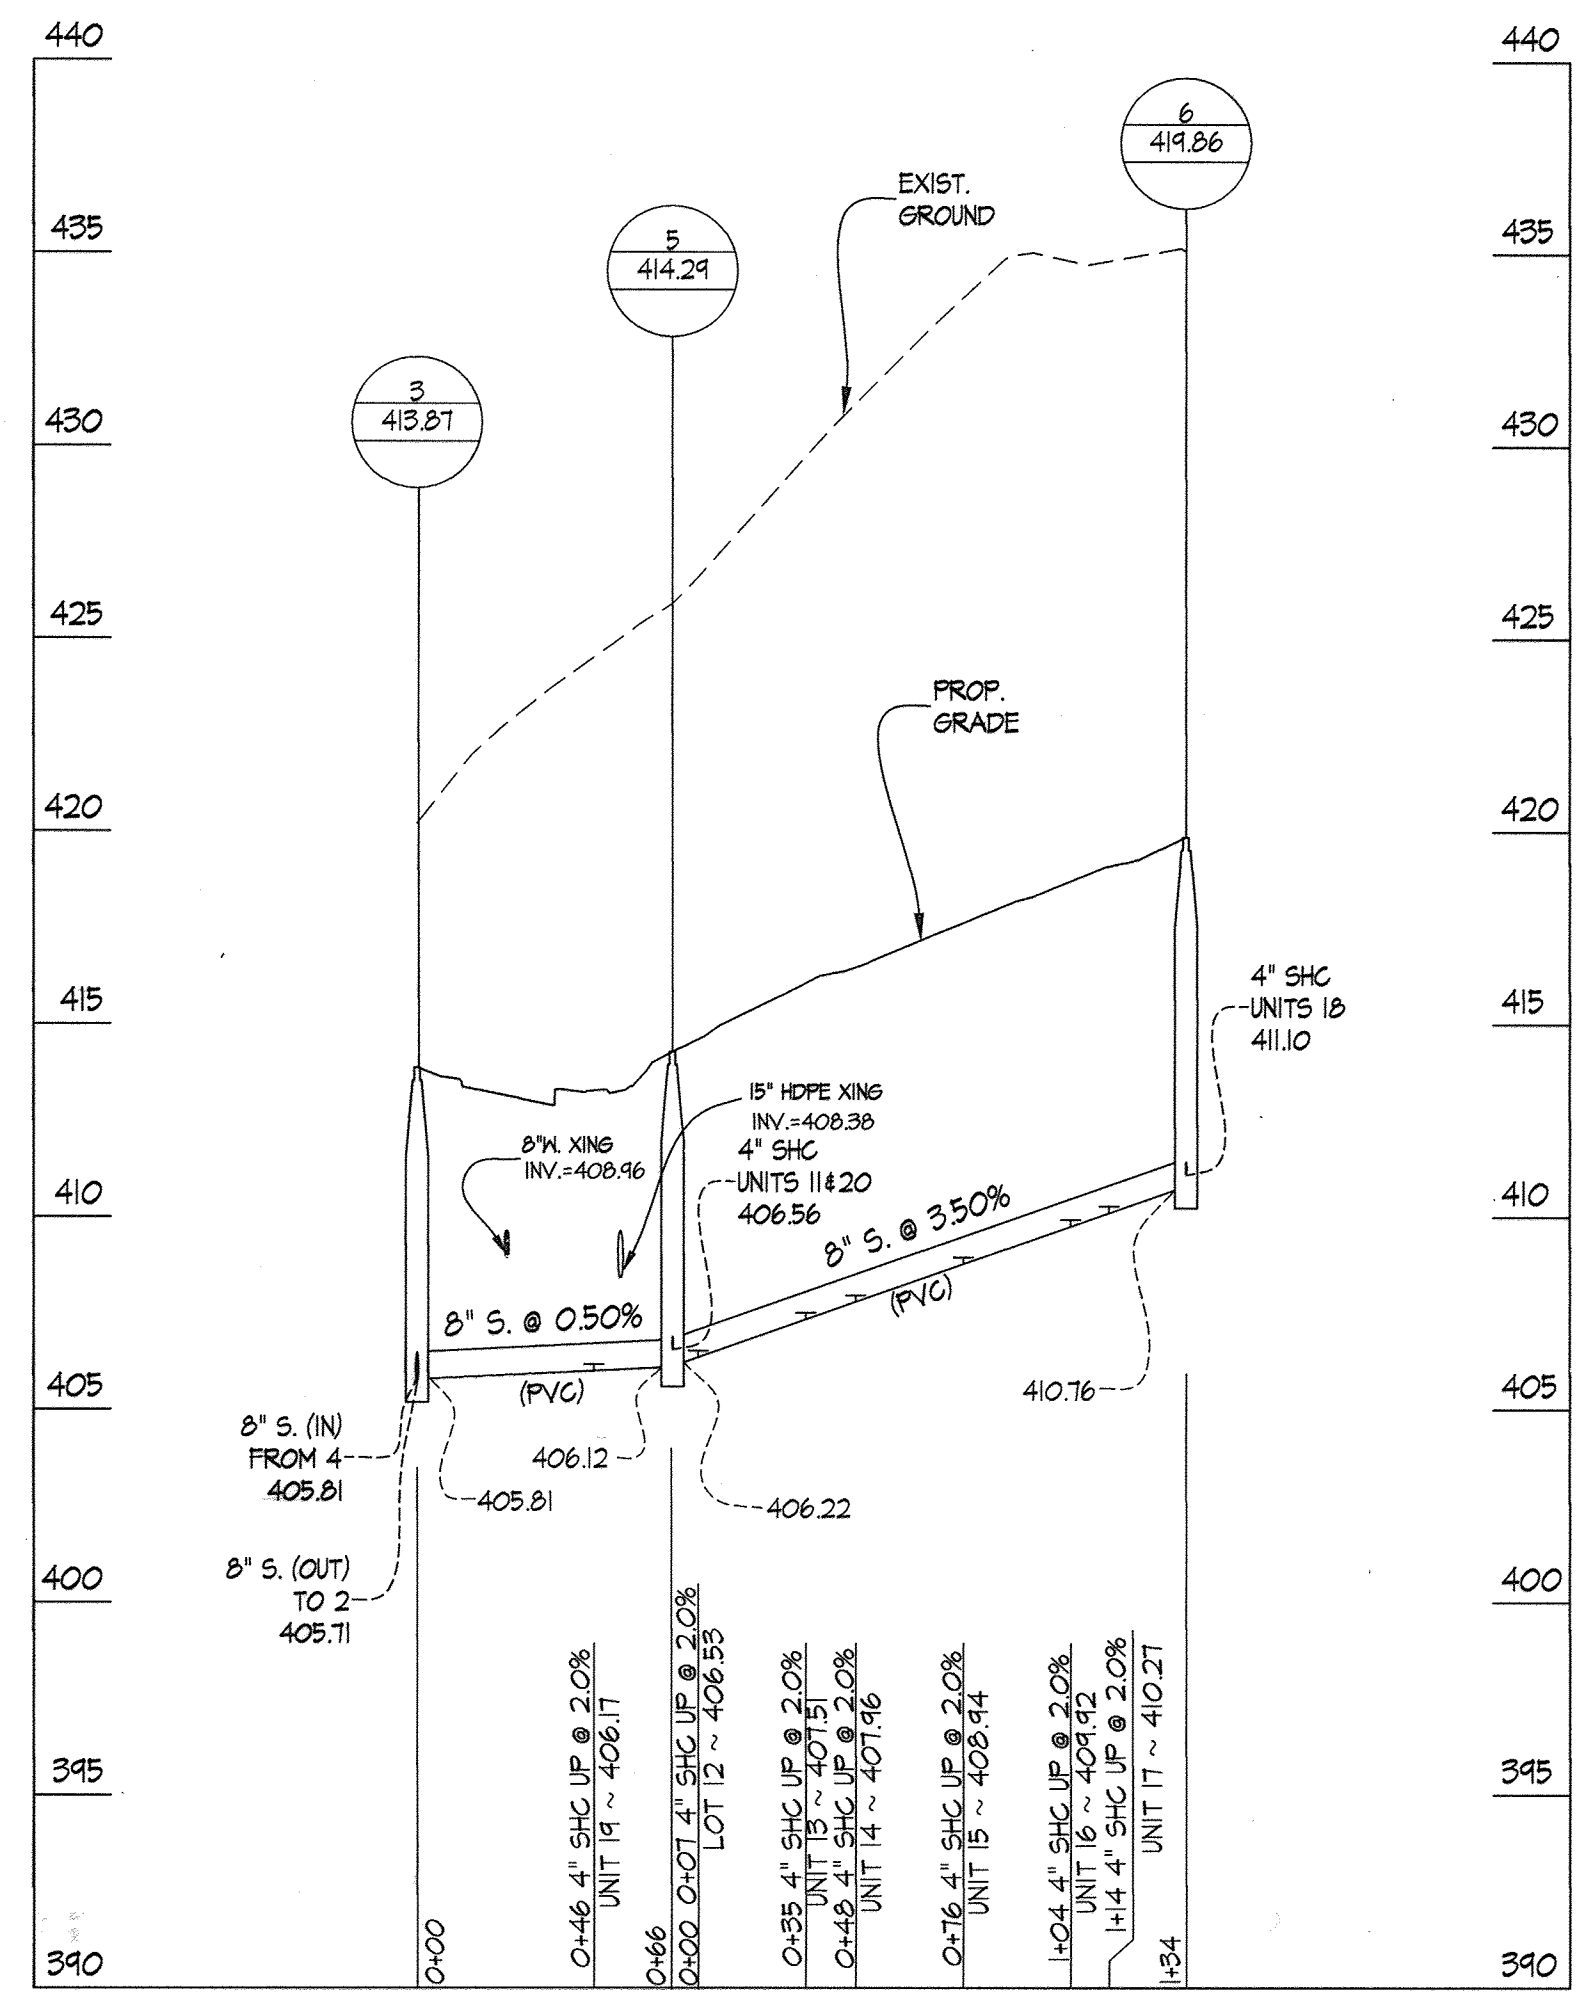 440
435
430
425
420
415
410
405
400
395
390
440
435
430
425
420
415
410
405
400
395
390
3
413.87
5
414.29
6
419.86
EXIST.
GROUND
PROP.
GRADE
4" SHC
UNITS 18
411.10
15" HDPE XING
INV.=408.38
8"W. XING
INV.=408.96
4" SHC
UNITS 11&20
406.56
8" S. @ 0.50%
(PVC)
8" S. @ 3.50%
(PVC)
8" S. (IN)
FROM 4
405.81
8" S. (OUT)
TO 2
405.71
405.81
406.12
406.22
410.76
0+00
0+46 4" SHC UP @ 2.0%
UNIT 19 ~ 406.17
0+66
0+00
0+07 4" SHC UP @ 2.0%
LOT 12 ~ 406.53
0+35 4" SHC UP @ 2.0%
UNIT 13 ~ 407.51
0+48 4" SHC UP @ 2.0%
UNIT 14 ~ 407.96
0+76 4" SHC UP @ 2.0%
UNIT 15 ~ 408.94
1+04 4" SHC UP @ 2.0%
UNIT 16 ~ 409.92
1+14 4" SHC UP @ 2.0%
UNIT 17 ~ 410.27
1+34